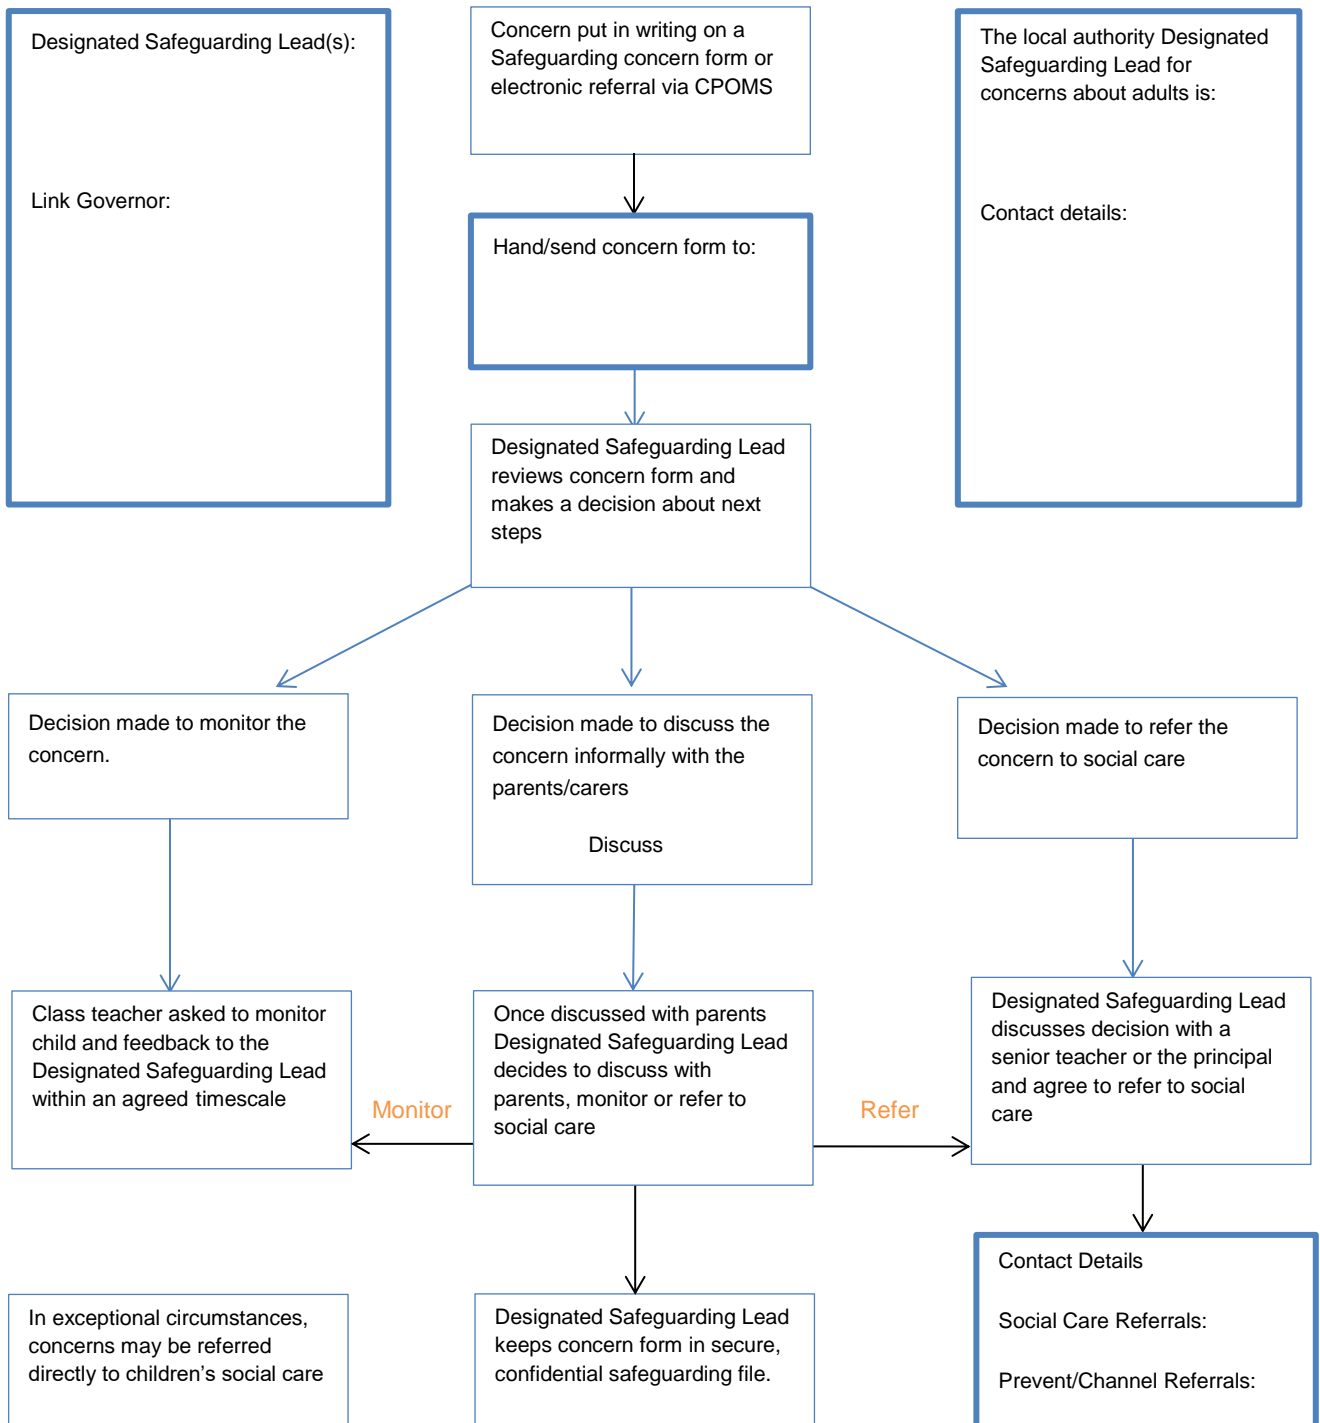 Designated Safeguarding Lead(s):
Link Governor:
Concern put in writing on a
Safeguarding concern form or
electronic referral via CPOMS
The local authority Designated
Safeguarding Lead for
concerns about adults is:
Contact details:
Hand/send concern form to:
Designated Safeguarding Lead
reviews concern form and
makes a decision about next
steps
Decision made to monitor the
concern.
Decision made to discuss the
concern informally with the
parents/carers
Discuss
Decision made to refer the
concern to social care
Class teacher asked to monitor
child and feedback to the
Designated Safeguarding Lead
within an agreed timescale
Monitor
Once discussed with parents
Designated Safeguarding Lead
decides to discuss with
parents, monitor or refer to
social care
Refer
Designated Safeguarding Lead
discusses decision with a
senior teacher or the principal
and agree to refer to social
care
In exceptional circumstances,
concerns may be referred
directly to children’s social care
Designated Safeguarding Lead
keeps concern form in secure,
confidential safeguarding file.
Contact Details
Social Care Referrals:
Prevent/Channel Referrals: